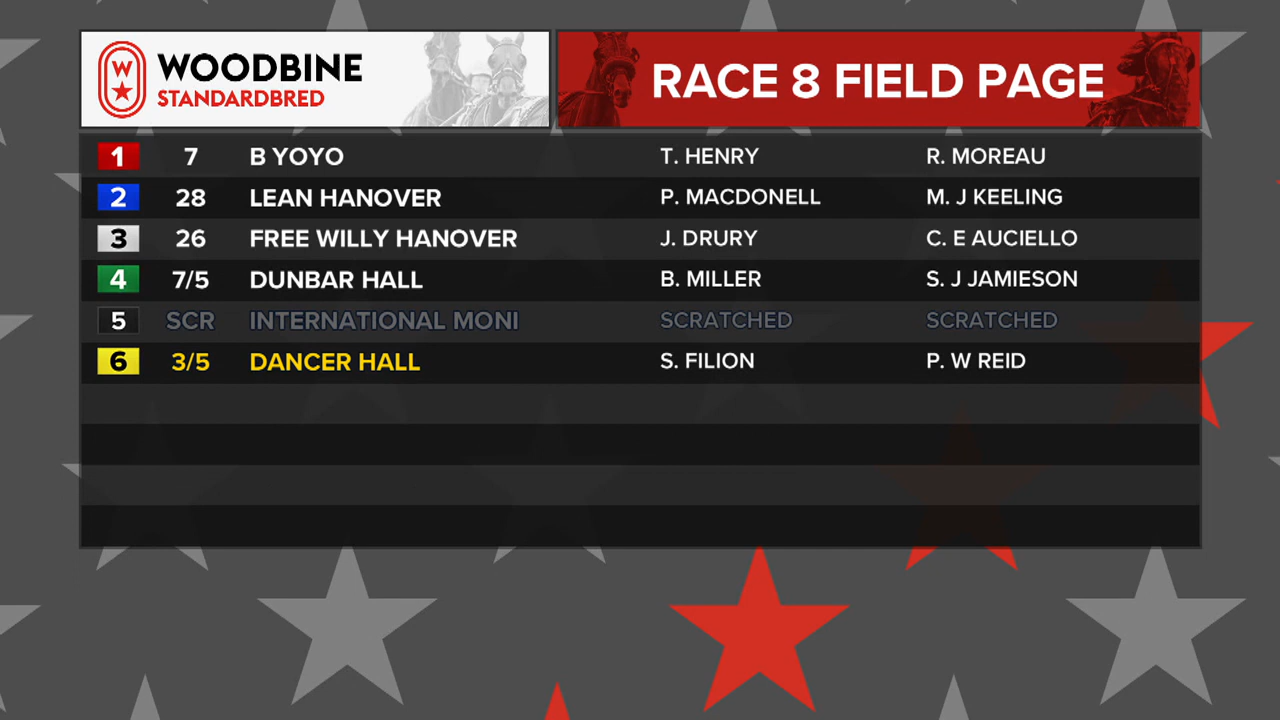 W
WOODBINE
STANDARDBRED
RACE 8 FIELD PAGE
1 7 B YOYO T. HENRY R. MOREAU
2 28 LEAN HANOVER P. MACDONELL M. J KEELING
3 26 FREE WILLY HANOVER J. DRURY C. E AUCIELLO
4 7/5 DUNBAR HALL B. MILLER S. J JAMIESON
5 SCR INTERNATIONAL MONI SCRATCHED SCRATCHED
6 3/5 DANCER HALL S. FILION P. W REID